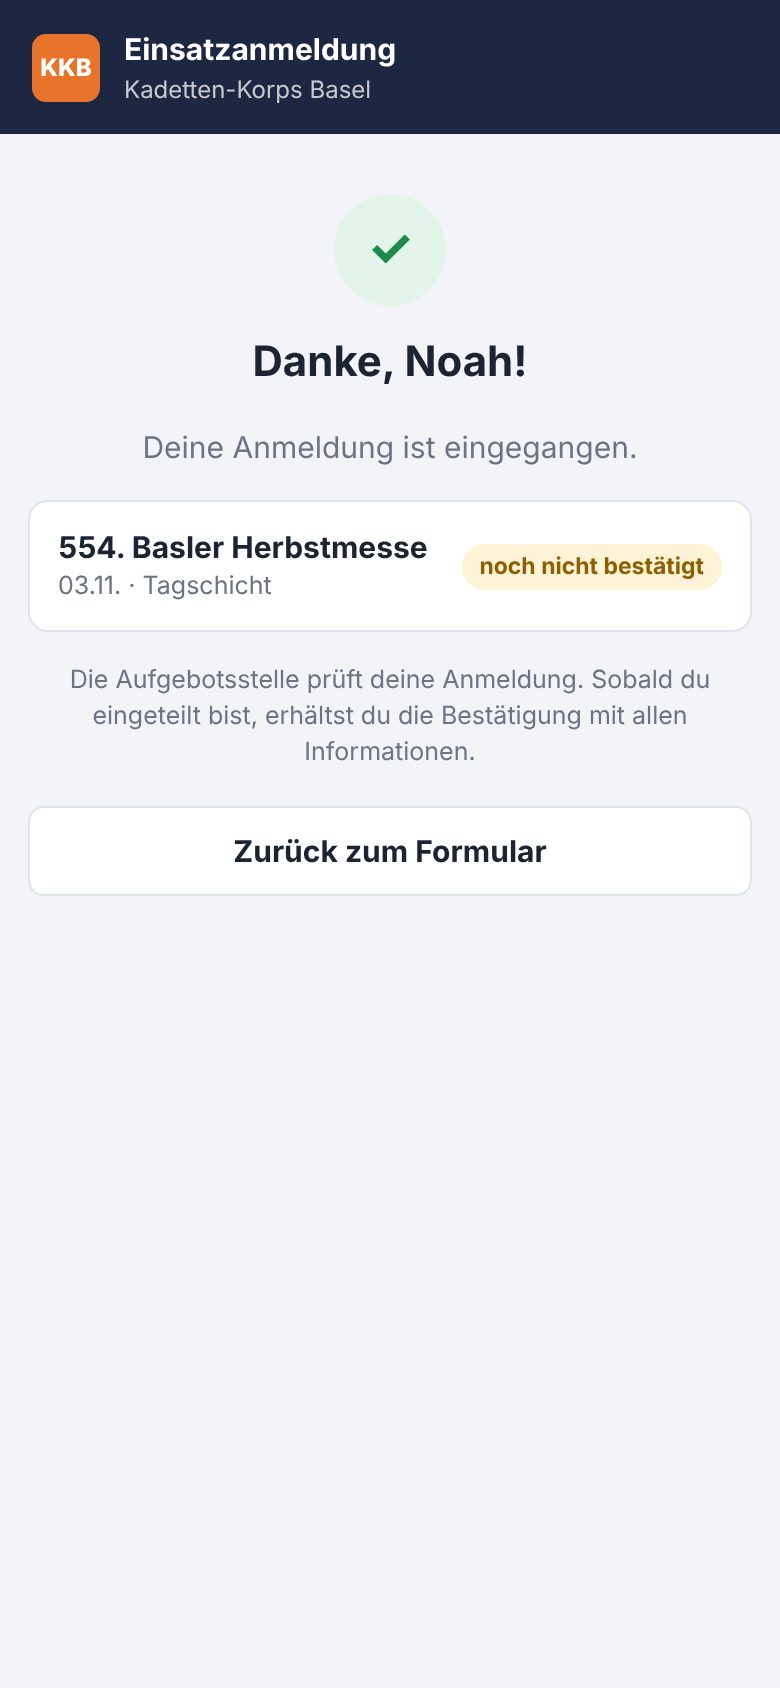 KKB
Einsatzanmeldung
Kadetten-Korps Basel
Danke, Noah!
Deine Anmeldung ist eingegangen.
554. Basler Herbstmesse
03.11. · Tagschicht
noch nicht bestätigt
Die Aufgebotsstelle prüft deine Anmeldung. Sobald du
eingeteilt bist, erhältst du die Bestätigung mit allen
Informationen.
Zurück zum Formular